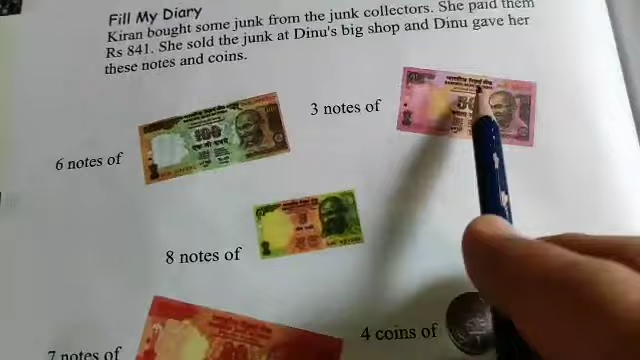 Fill My Diary
Kiran bought some junk from the junk collectors. She paid them
Rs 841. She sold the junk at Dinu's big shop and Dinu gave her
these notes and coins.
3 notes of
6 notes of
100
8 notes of
4 coins of
7 notes of